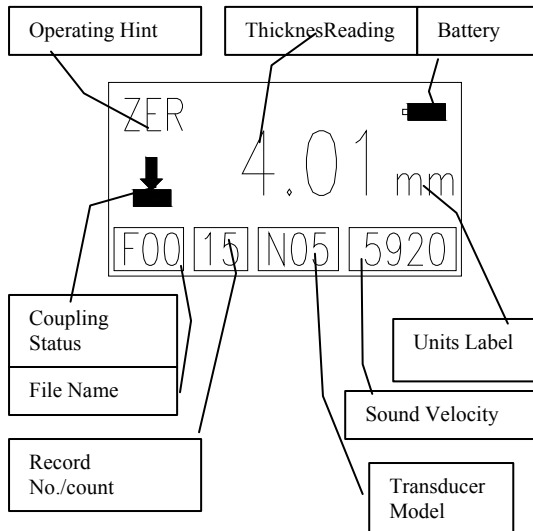 Operating Hint
ThicknesReading
Battery
ZER
4.01 mm
F00 15 N05 5920
Coupling
Status
File Name
Units Label
Sound Velocity
Record
No./count
Transducer
Model